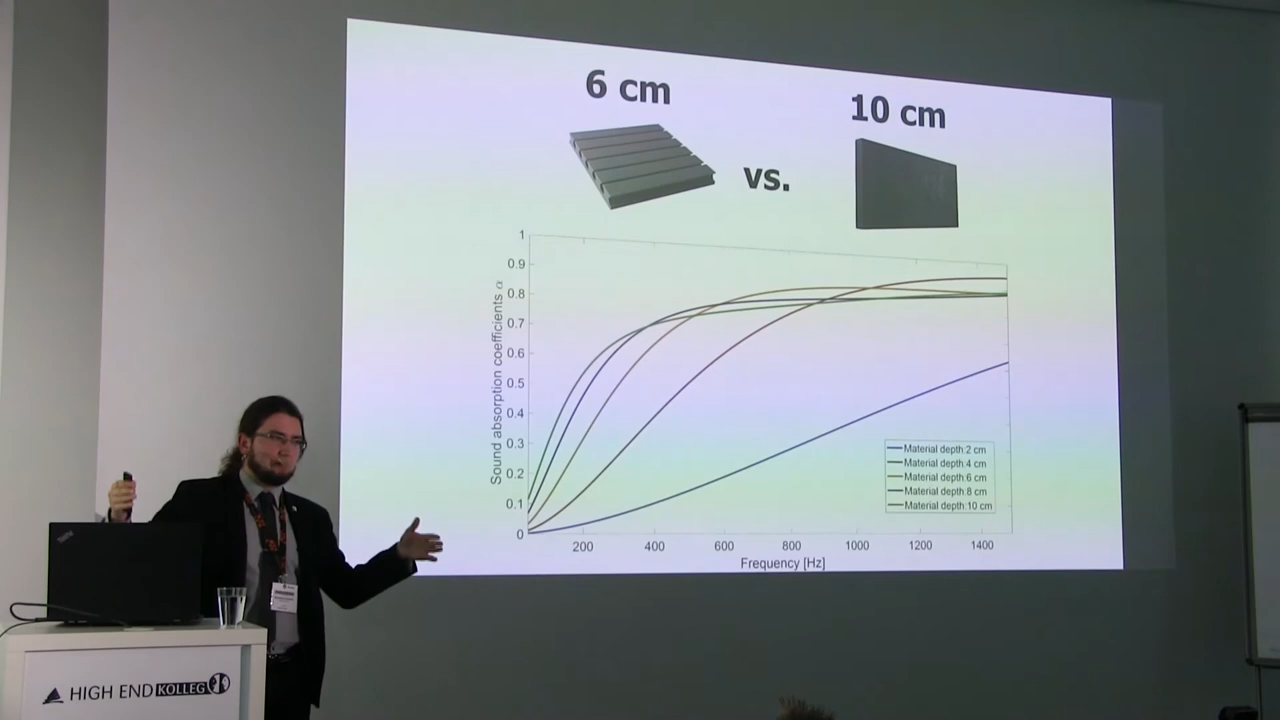 6 cm
vs.
10 cm
Sound absorption coefficients α
1
0.9
0.8
0.7
0.6
0.5
0.4
0.3
0.2
0.1
0
200 400 600 800 1000 1200 1400
Frequency [Hz]
Material depth:2 cm
Material depth:4 cm
Material depth:6 cm
Material depth:8 cm
Material depth:10 cm
ThinkPad
HIGH END KOLLEG